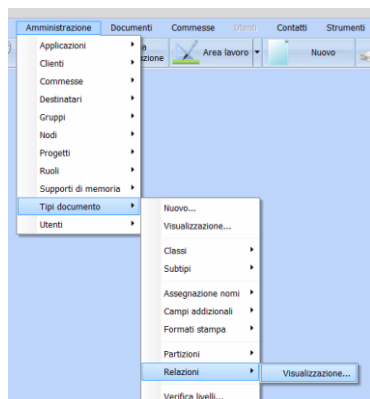 Amministrazione Documenti Commesse Utenti Contatti Strumenti
Applicazioni
zione Area lavoro Nuovo
Clienti
Commesse
Destinatari
Gruppi
Nodi
Progetti
Ruoli
Supporti di memoria
Tipi documento
Utenti
Nuovo...
Visualizzazione...
Classi
Subtipi
Assegnazione nomi
Campi addizionali
Formati stampa
Partizioni
Relazioni
Visualizzazione...
Verifica livelli...